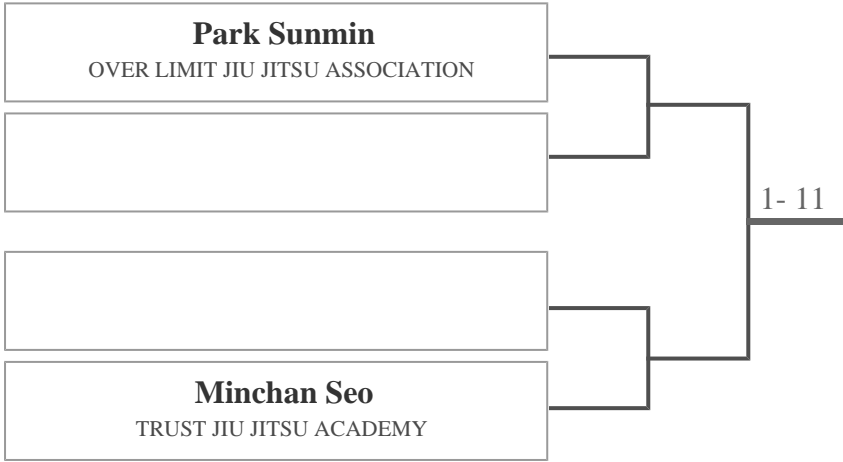 Park Sunmin
OVER LIMIT JIU JITSU ASSOCIATION
1- 11
Minchan Seo
TRUST JIU JITSU ACADEMY